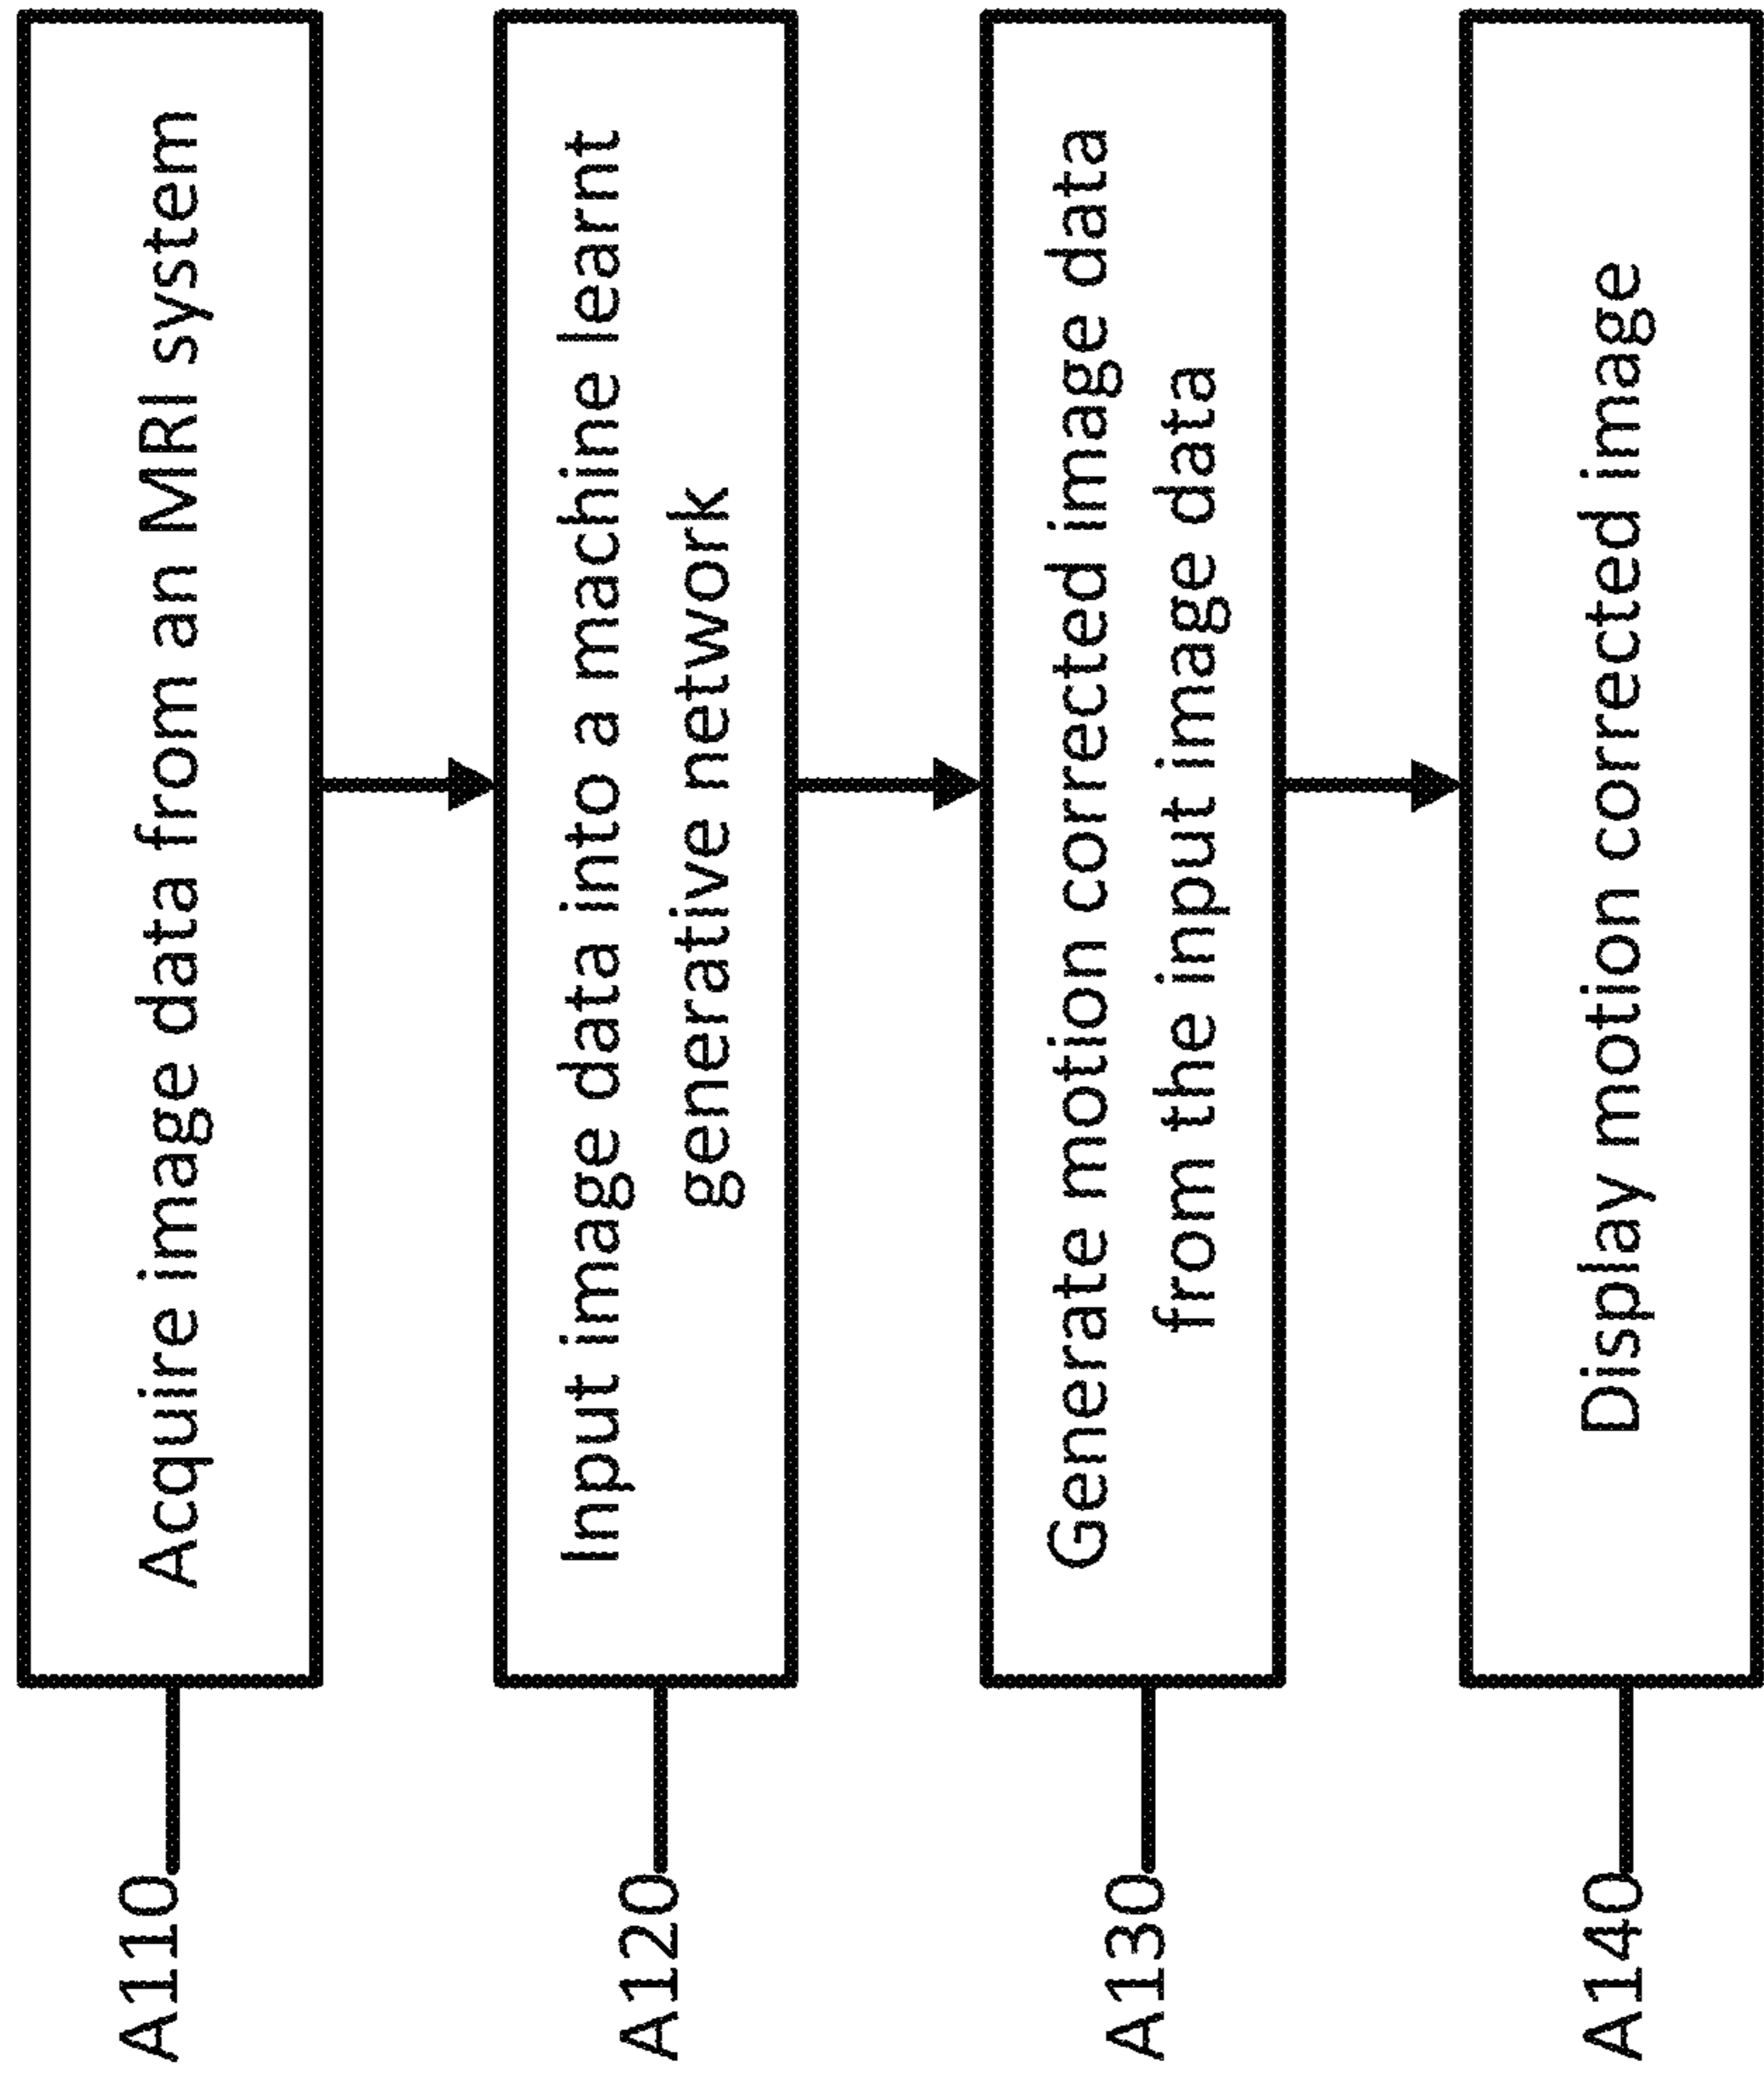 A110
Acquire image data from an MRI system
A120
Input image data into a machine learnt
generative network
A130
Generate motion corrected image data
from the input image data
A140
Display motion corrected image